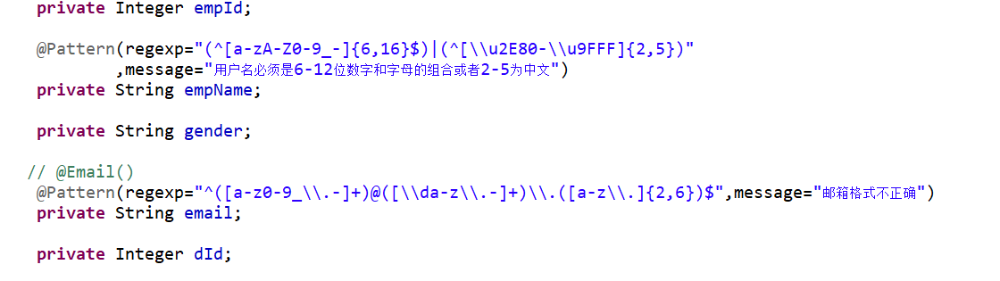 private Integer empId;
@Pattern(regexp="(^[a-zA-Z0-9_-]{6,16}$)|(^[\\u2E80-\\u9FFF]{2,5})"
,message="用户名必须是6-12位数字和字母的组合或者2-5为中文")
private String empName;
private String gender;
// @Email()
@Pattern(regexp="^([a-z0-9_\\.-]+)@([\\da-z\\.-]+)\\.([a-z\\.]{2,6})$",message="邮箱格式不正确")
private String email;
private Integer dId;